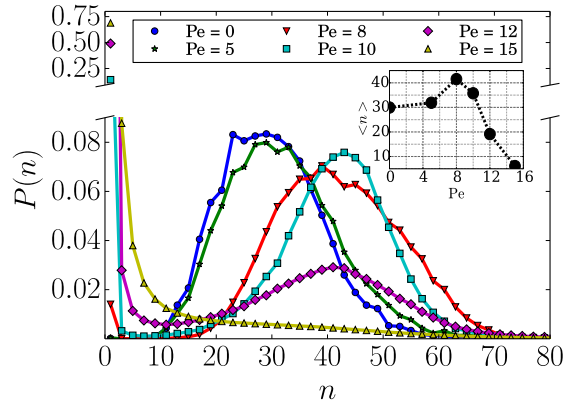 0.75
0.50
0.25
0.08
0.06
0.04
0.02
P(n)
Pe = 0
Pe = 5
Pe = 8
Pe = 10
Pe = 12
Pe = 15
40
30
20
10
<n>
0 4 8 12 16
Pe
0 10 20 30 40 50 60 70 80
n